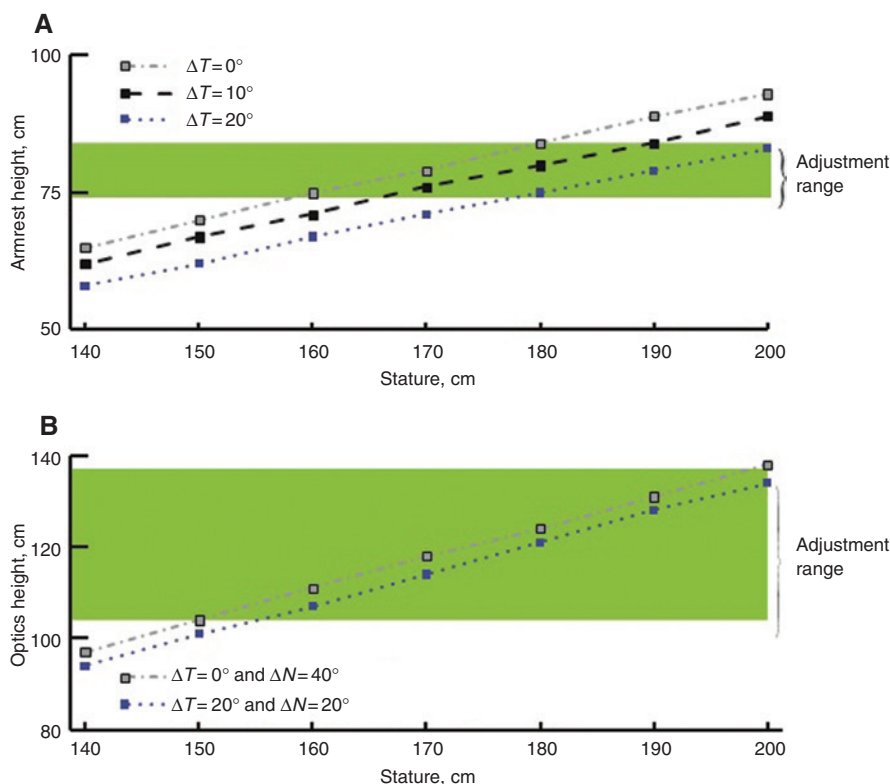 A
100
ΔT=0°
ΔT=10°
ΔT=20°
75
50
Armrest height, cm
Adjustment
range
140 150 160 170 180 190 200
Stature, cm
B
140
120
100
80
Optics height, cm
Adjustment
range
ΔT=0° and ΔN=40°
ΔT=20° and ΔN=20°
140 150 160 170 180 190 200
Stature, cm